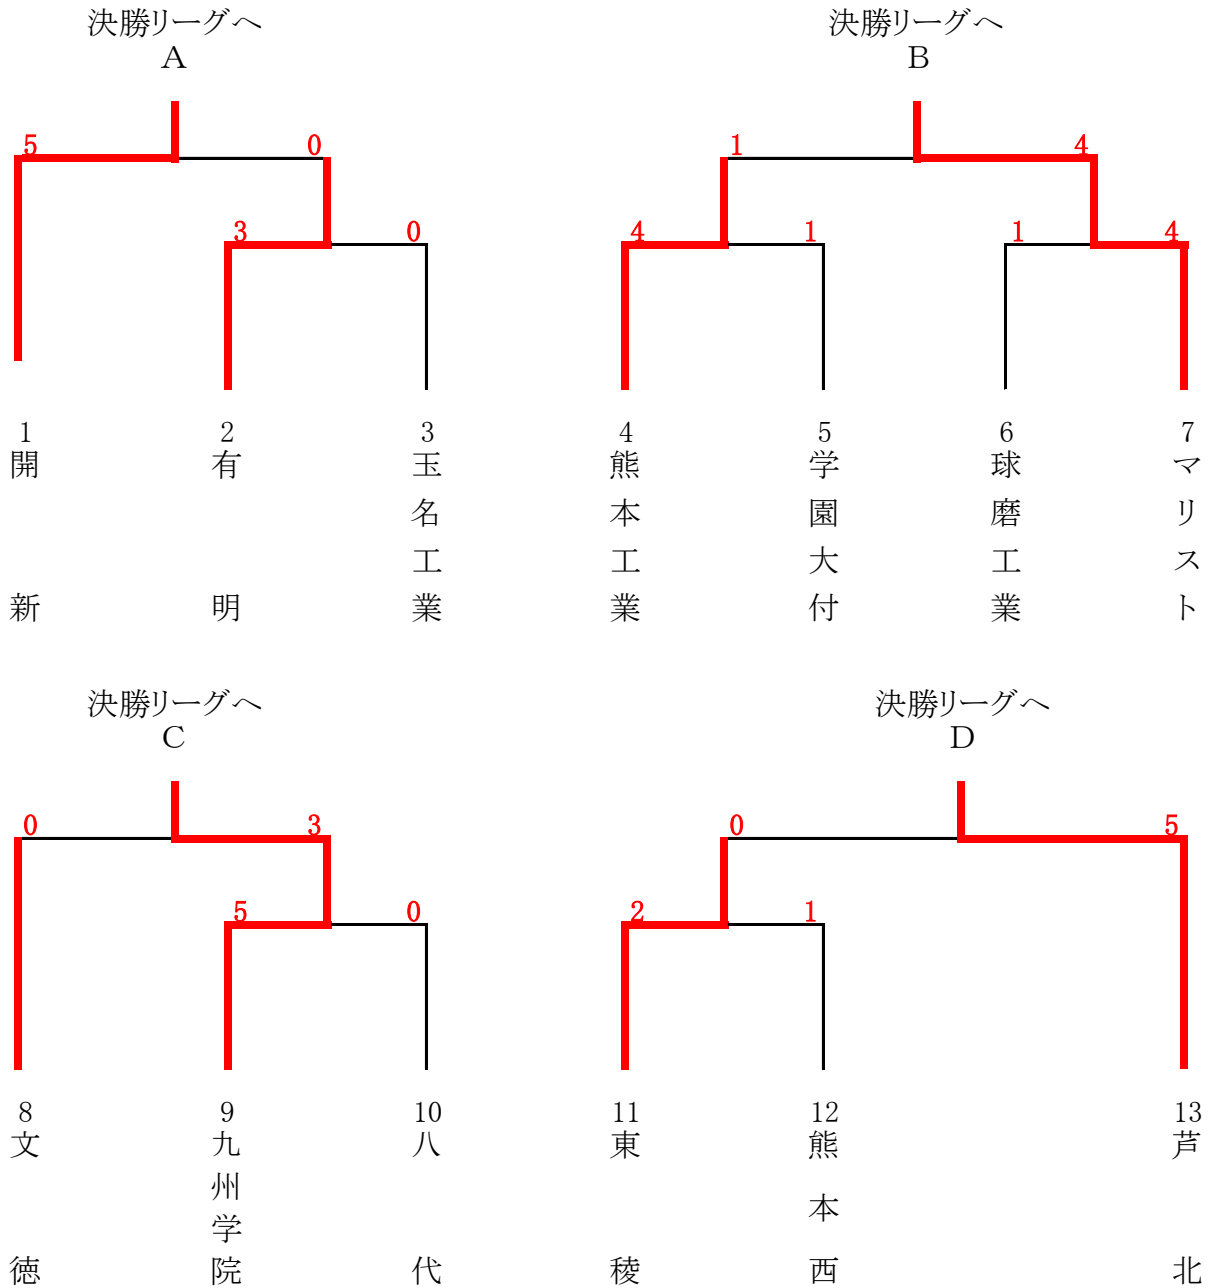 決勝リーグへ
A
5 0
3 0
1 2 3
開新 有明 玉名工業
決勝リーグへ
B
1 4
4 1 1 4
4 5 6 7
熊本工業 学園大付 球磨工業 マリスト
決勝リーグへ
C
0 3
5 0
8 9 10
文徳 九州学院 八代
決勝リーグへ
D
0 5
2 1
11 12 13
東稜 熊本西 芦北